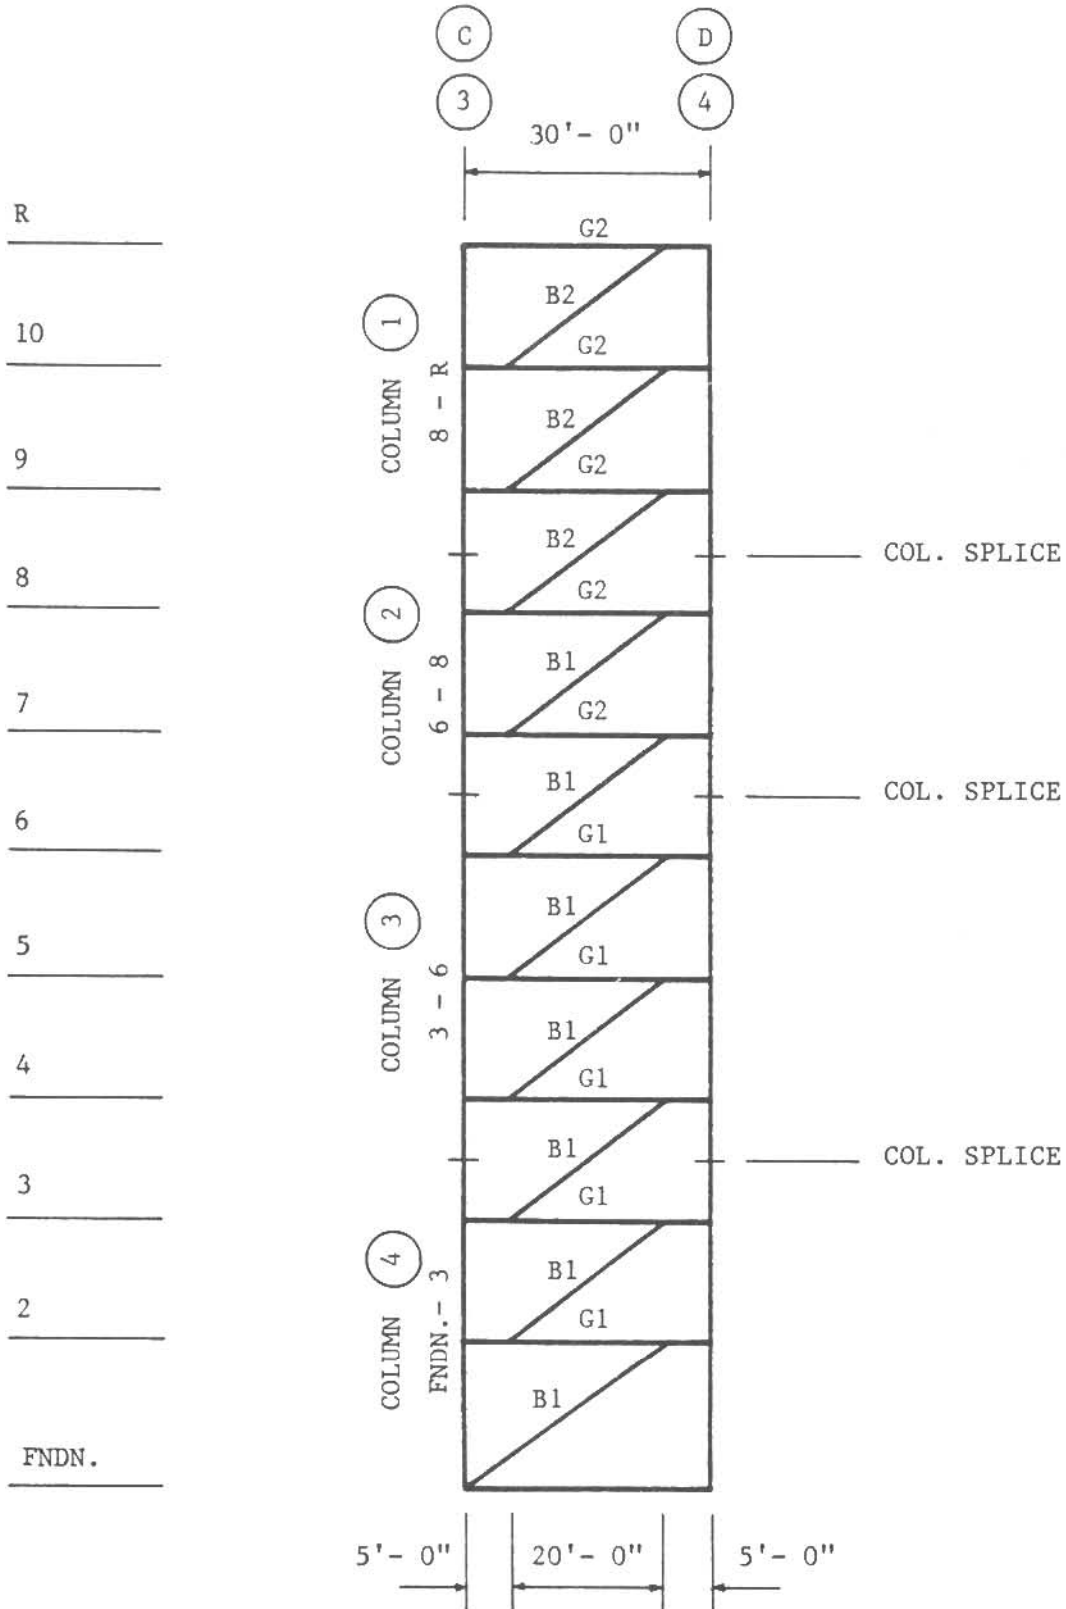 C
D
3
4
30'- 0"
R
G2
B2
COLUMN 1
8 - R
10
G2
B2
9
G2
B2
COL. SPLICE
8
G2
COLUMN 2
6 - 8
B1
7
G2
B1
COL. SPLICE
6
G1
COLUMN 3
3 - 6
B1
5
G1
B1
4
G1
B1
COL. SPLICE
3
G1
COLUMN 4
FNDN.- 3
B1
2
G1
B1
FNDN.
5'- 0"
20'- 0"
5'- 0"